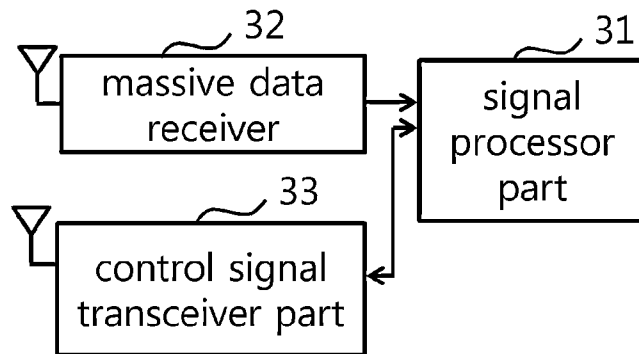 32
massive data
receiver
31
signal
processor
part
33
control signal
transceiver part